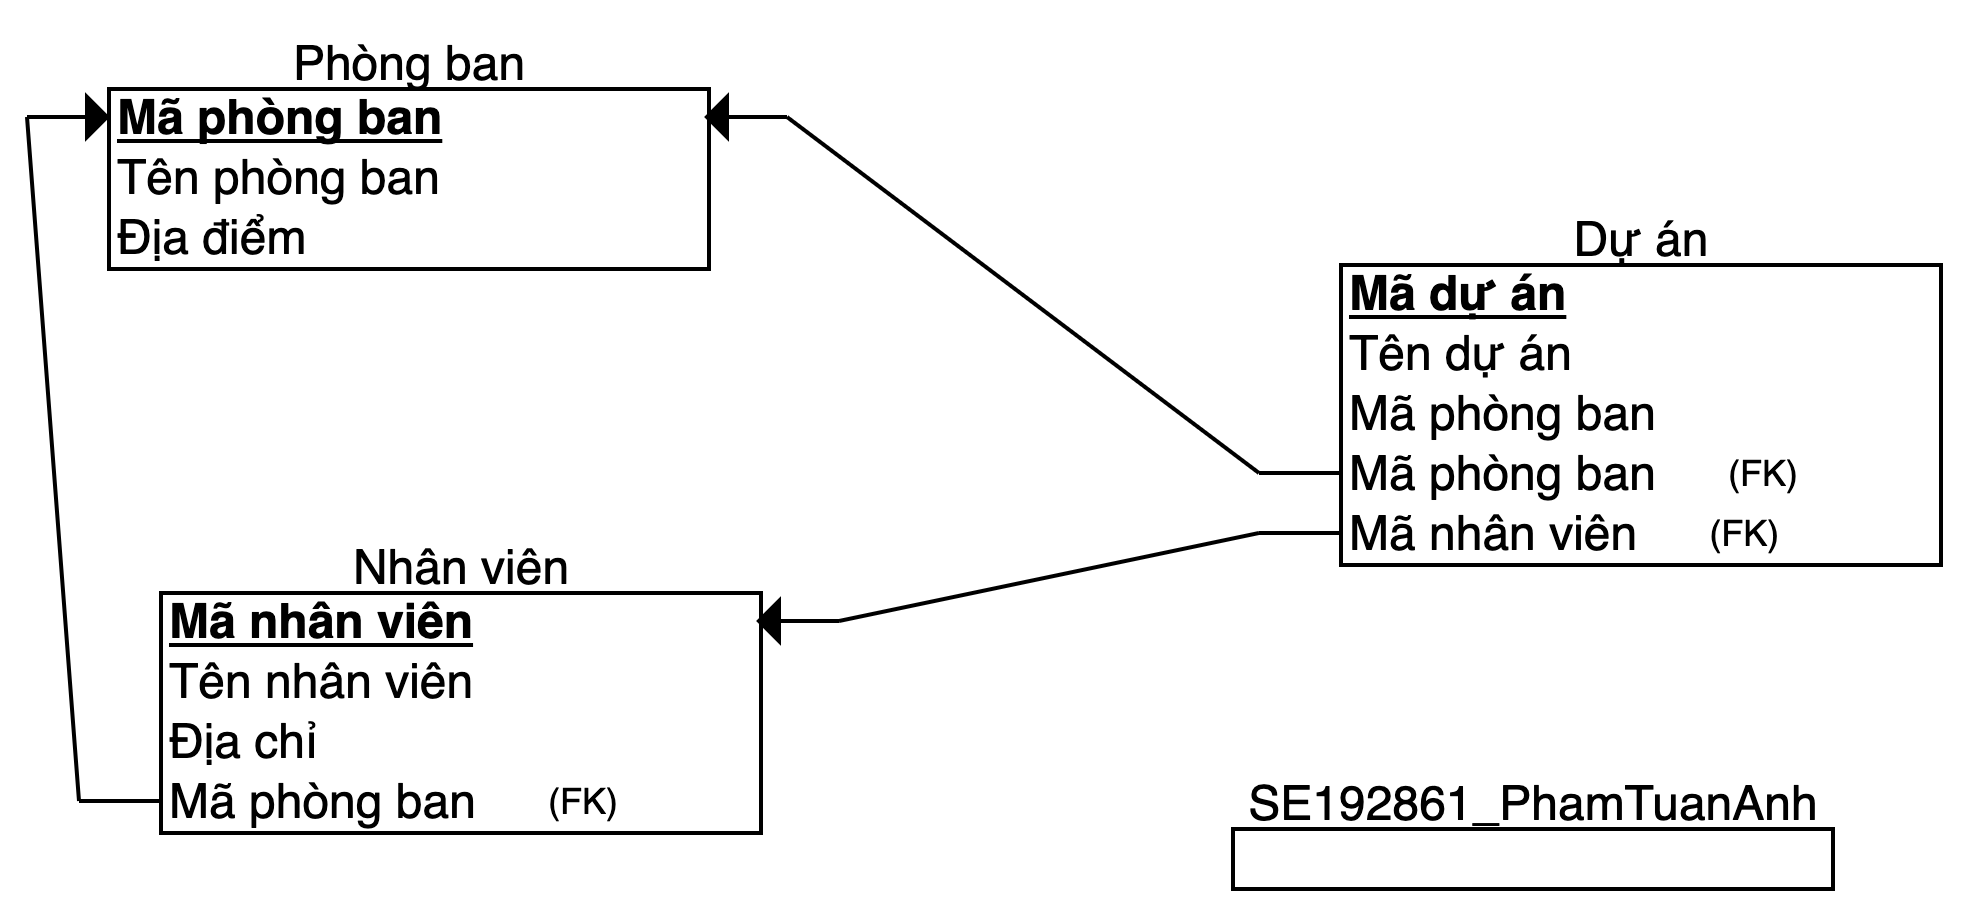 Phòng ban
Mã phòng ban
Tên phòng ban
Địa điểm
Dự án
Mã dự án
Tên dự án
Mã phòng ban
Mã phòng ban (FK)
Mã nhân viên (FK)
Nhân viên
Mã nhân viên
Tên nhân viên
Địa chỉ
Mã phòng ban (FK)
SE192861_PhamTuanAnh